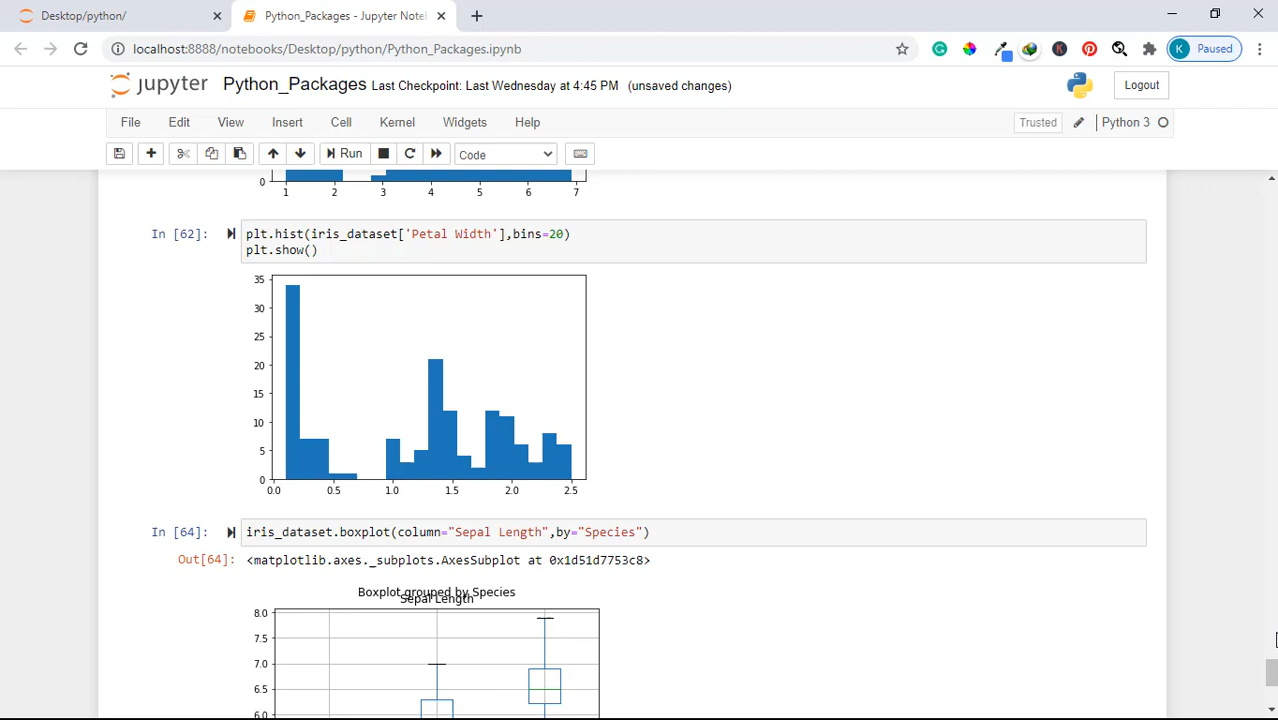 Desktop/python/
Python_Packages - Jupyter Noteb
localhost:8888/notebooks/Desktop/python/Python_Packages.ipynb
K Paused
jupyter Python_Packages Last Checkpoint: Last Wednesday at 4:45 PM (unsaved changes)
Logout
File Edit View Insert Cell Kernel Widgets Help
Trusted Python 3
Run Code
0
1 2 3 4 5 6 7
In [62]: plt.hist(iris_dataset['Petal Width'],bins=20)
plt.show()
35
30
25
20
15
10
5
0
0.0 0.5 1.0 1.5 2.0 2.5
In [64]: iris_dataset.boxplot(column="Sepal Length",by="Species")
Out[64]: <matplotlib.axes._subplots.AxesSubplot at 0x1d51d7753c8>
Boxplot grouped by Species
Sepal Length
8.0
7.5
7.0
6.5
6.0